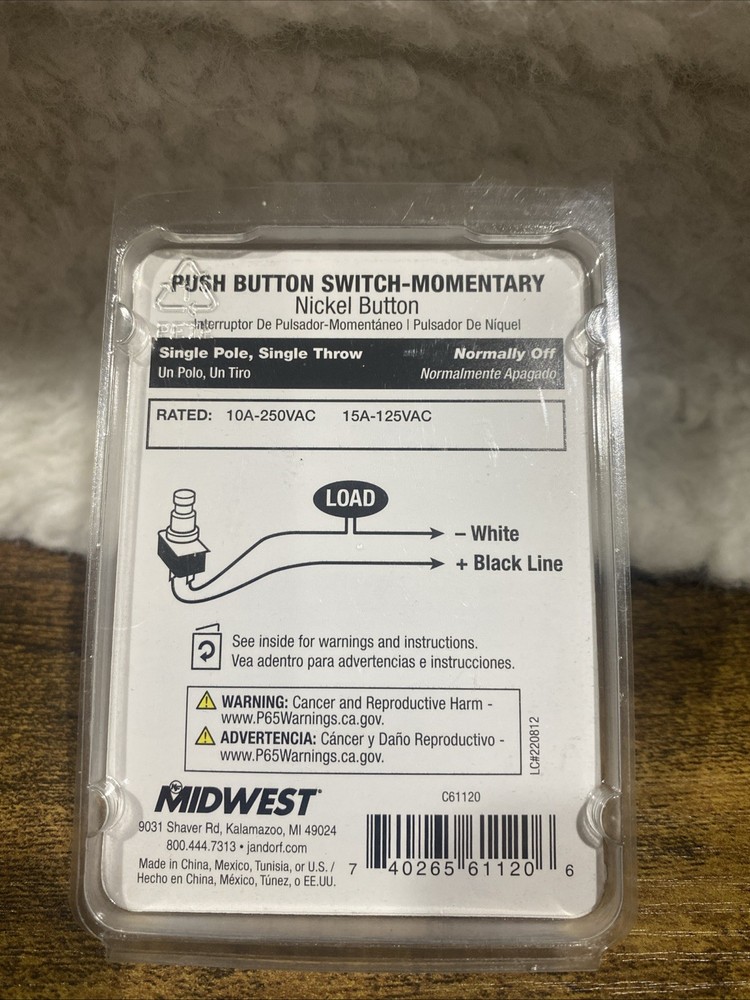 PUSH BUTTON SWITCH-MOMENTARY
Nickel Button
Interruptor De Pulsador-Momentáneo | Pulsador De Níquel
Single Pole, Single Throw Normally Off
Un Polo, Un Tiro Normalmente Apagado
RATED: 10A-250VAC 15A-125VAC
LOAD
– White
+ Black Line
See inside for warnings and instructions.
Vea adentro para advertencias e instrucciones.
WARNING: Cancer and Reproductive Harm -
www.P65Warnings.ca.gov.
ADVERTENCIA: Cáncer y Daño Reproductivo -
www.P65Warnings.ca.gov.
LC#220812
MIDWEST
9031 Shaver Rd, Kalamazoo, MI 49024
800.444.7313 • jandorf.com
Made in China, Mexico, Tunisia, or U.S. /
Hecho en China, México, Túnez, o EE.UU.
C61120
7 40265 61120 6